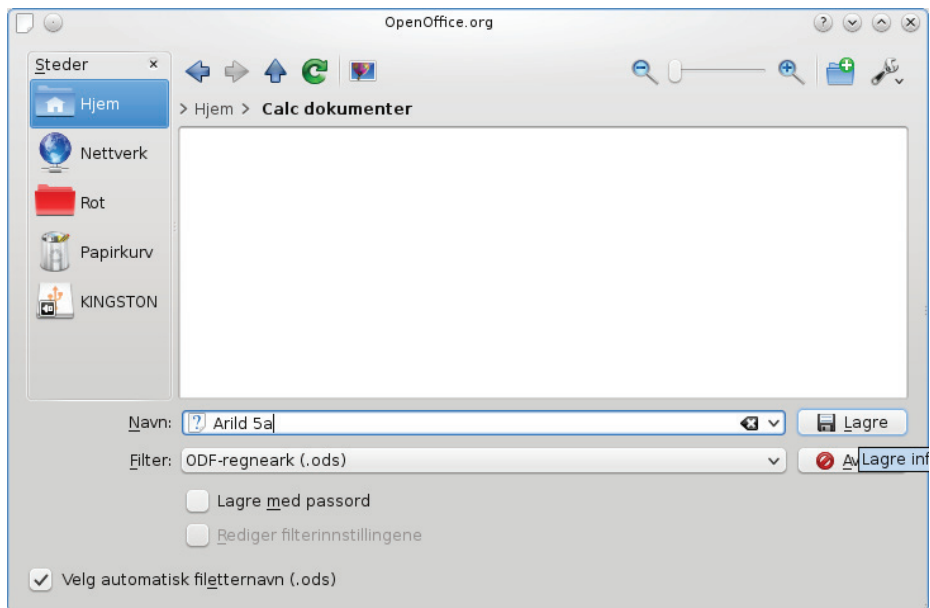 OpenOffice.org
Steder
Hjem
Nettverk
Rot
Papirkurv
KINGSTON
> Hjem > Calc dokumenter
Navn: Arild 5a
Lagre
Filter: ODF-regneark (.ods)
Lagre inf
Lagre med passord
Rediger filterinnstillingene
Velg automatisk filetternavn (.ods)